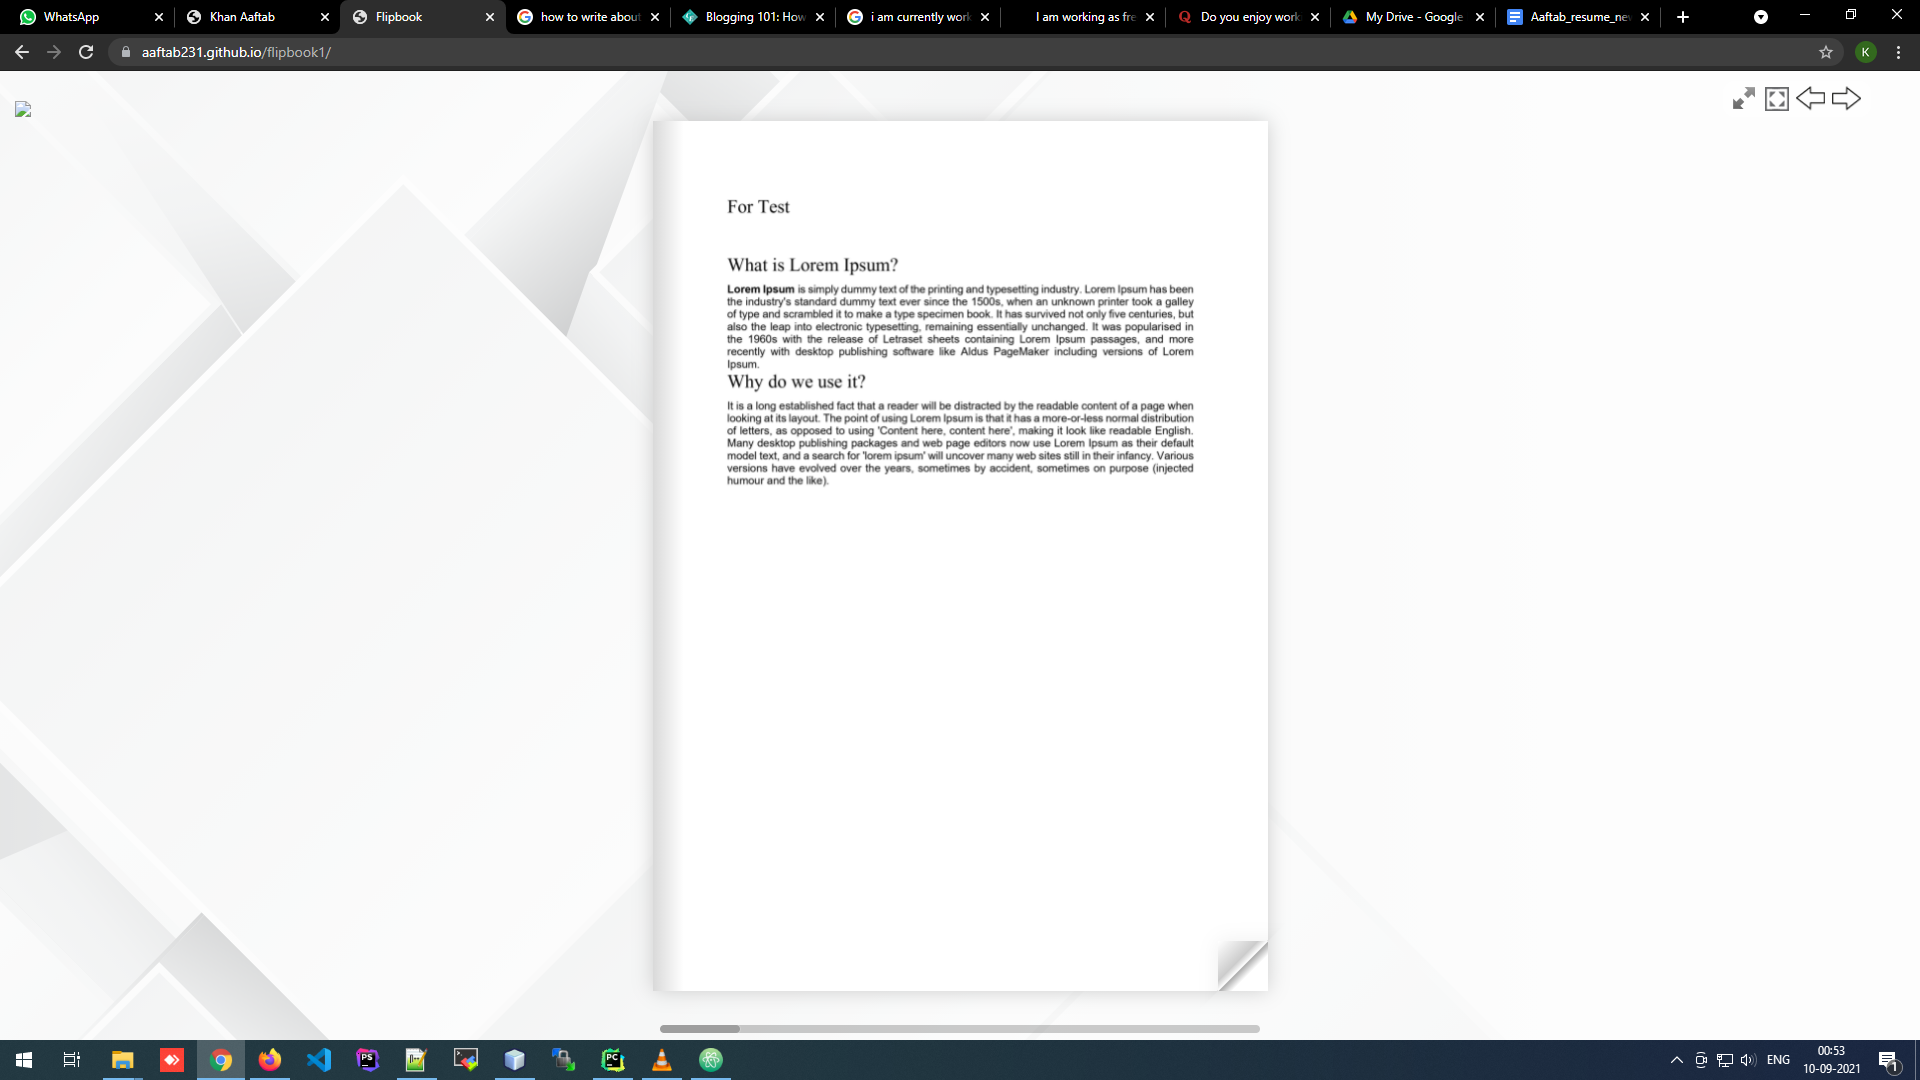 WhatsApp
Khan Aaftab
Flipbook
how to write about
Blogging 101: How
i am currently work
I am working as fre
Do you enjoy work
My Drive - Google
Aaftab_resume_ne
aaftab231.github.io/flipbook1/
K
For Test
What is Lorem Ipsum?
Lorem Ipsum is simply dummy text of the printing and typesetting industry. Lorem Ipsum has been
the industry's standard dummy text ever since the 1500s, when an unknown printer took a galley
of type and scrambled it to make a type specimen book. It has survived not only five centuries, but
also the leap into electronic typesetting, remaining essentially unchanged. It was popularised in
the 1960s with the release of Letraset sheets containing Lorem Ipsum passages, and more
recently with desktop publishing software like Aldus PageMaker including versions of Lorem
Ipsum.
Why do we use it?
It is a long established fact that a reader will be distracted by the readable content of a page when
looking at its layout. The point of using Lorem Ipsum is that it has a more-or-less normal distribution
of letters, as opposed to using 'Content here, content here', making it look like readable English.
Many desktop publishing packages and web page editors now use Lorem Ipsum as their default
model text, and a search for 'lorem ipsum' will uncover many web sites still in their infancy. Various
versions have evolved over the years, sometimes by accident, sometimes on purpose (injected
humour and the like).
PS
PC
ENG
00:53
10-09-2021
1